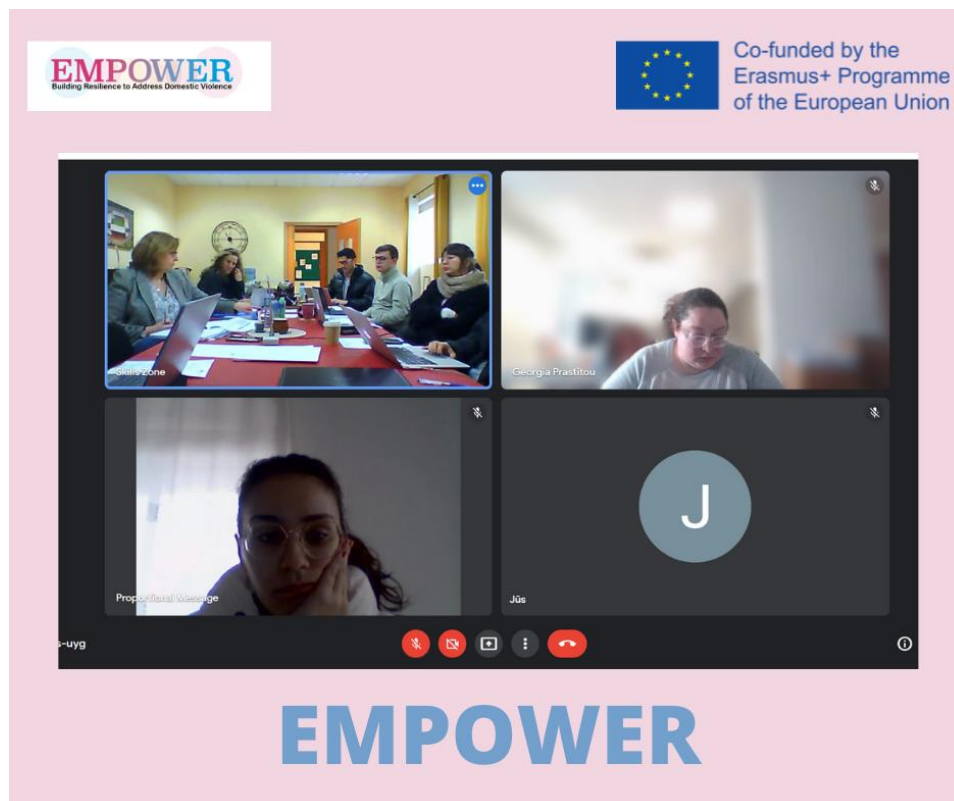 EMPOWER
Building Resilience to Address Domestic Violence
Co-funded by the
Erasmus+ Programme
of the European Union
Skills Zone
Georgia Prastitou
Proportional Message
J
Jūs
s-uyg
EMPOWER